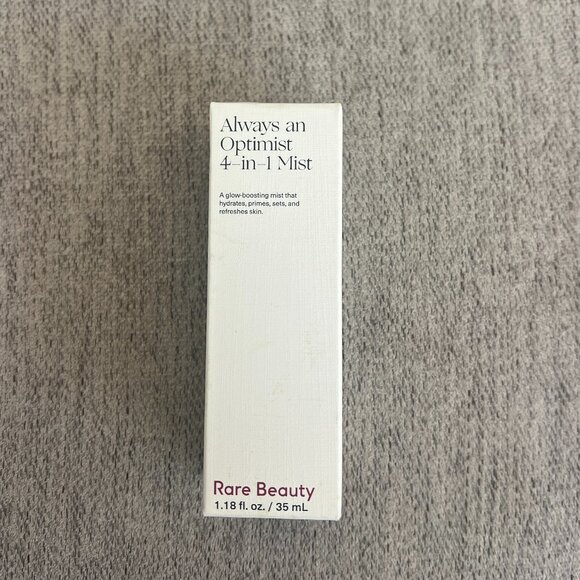 Always an
Optimist
4-in-1 Mist
A glow-boosting mist that
hydrates, primes, sets, and
refreshes skin.
Rare Beauty
1.18 fl. oz. / 35 mL